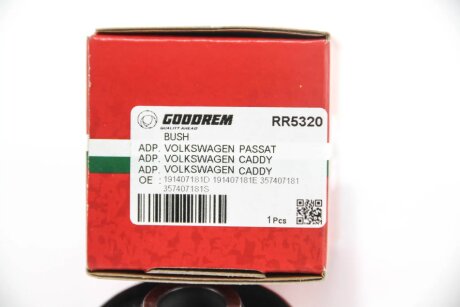 GOODREM
QUALITY AHEAD
RR5320
BUSH
ADP. VOLKSWAGEN PASSAT
ADP. VOLKSWAGEN CADDY
ADP. VOLKSWAGEN CADDY
OE : 191407181D 191407181E 357407181
357407181S
1 Pcs